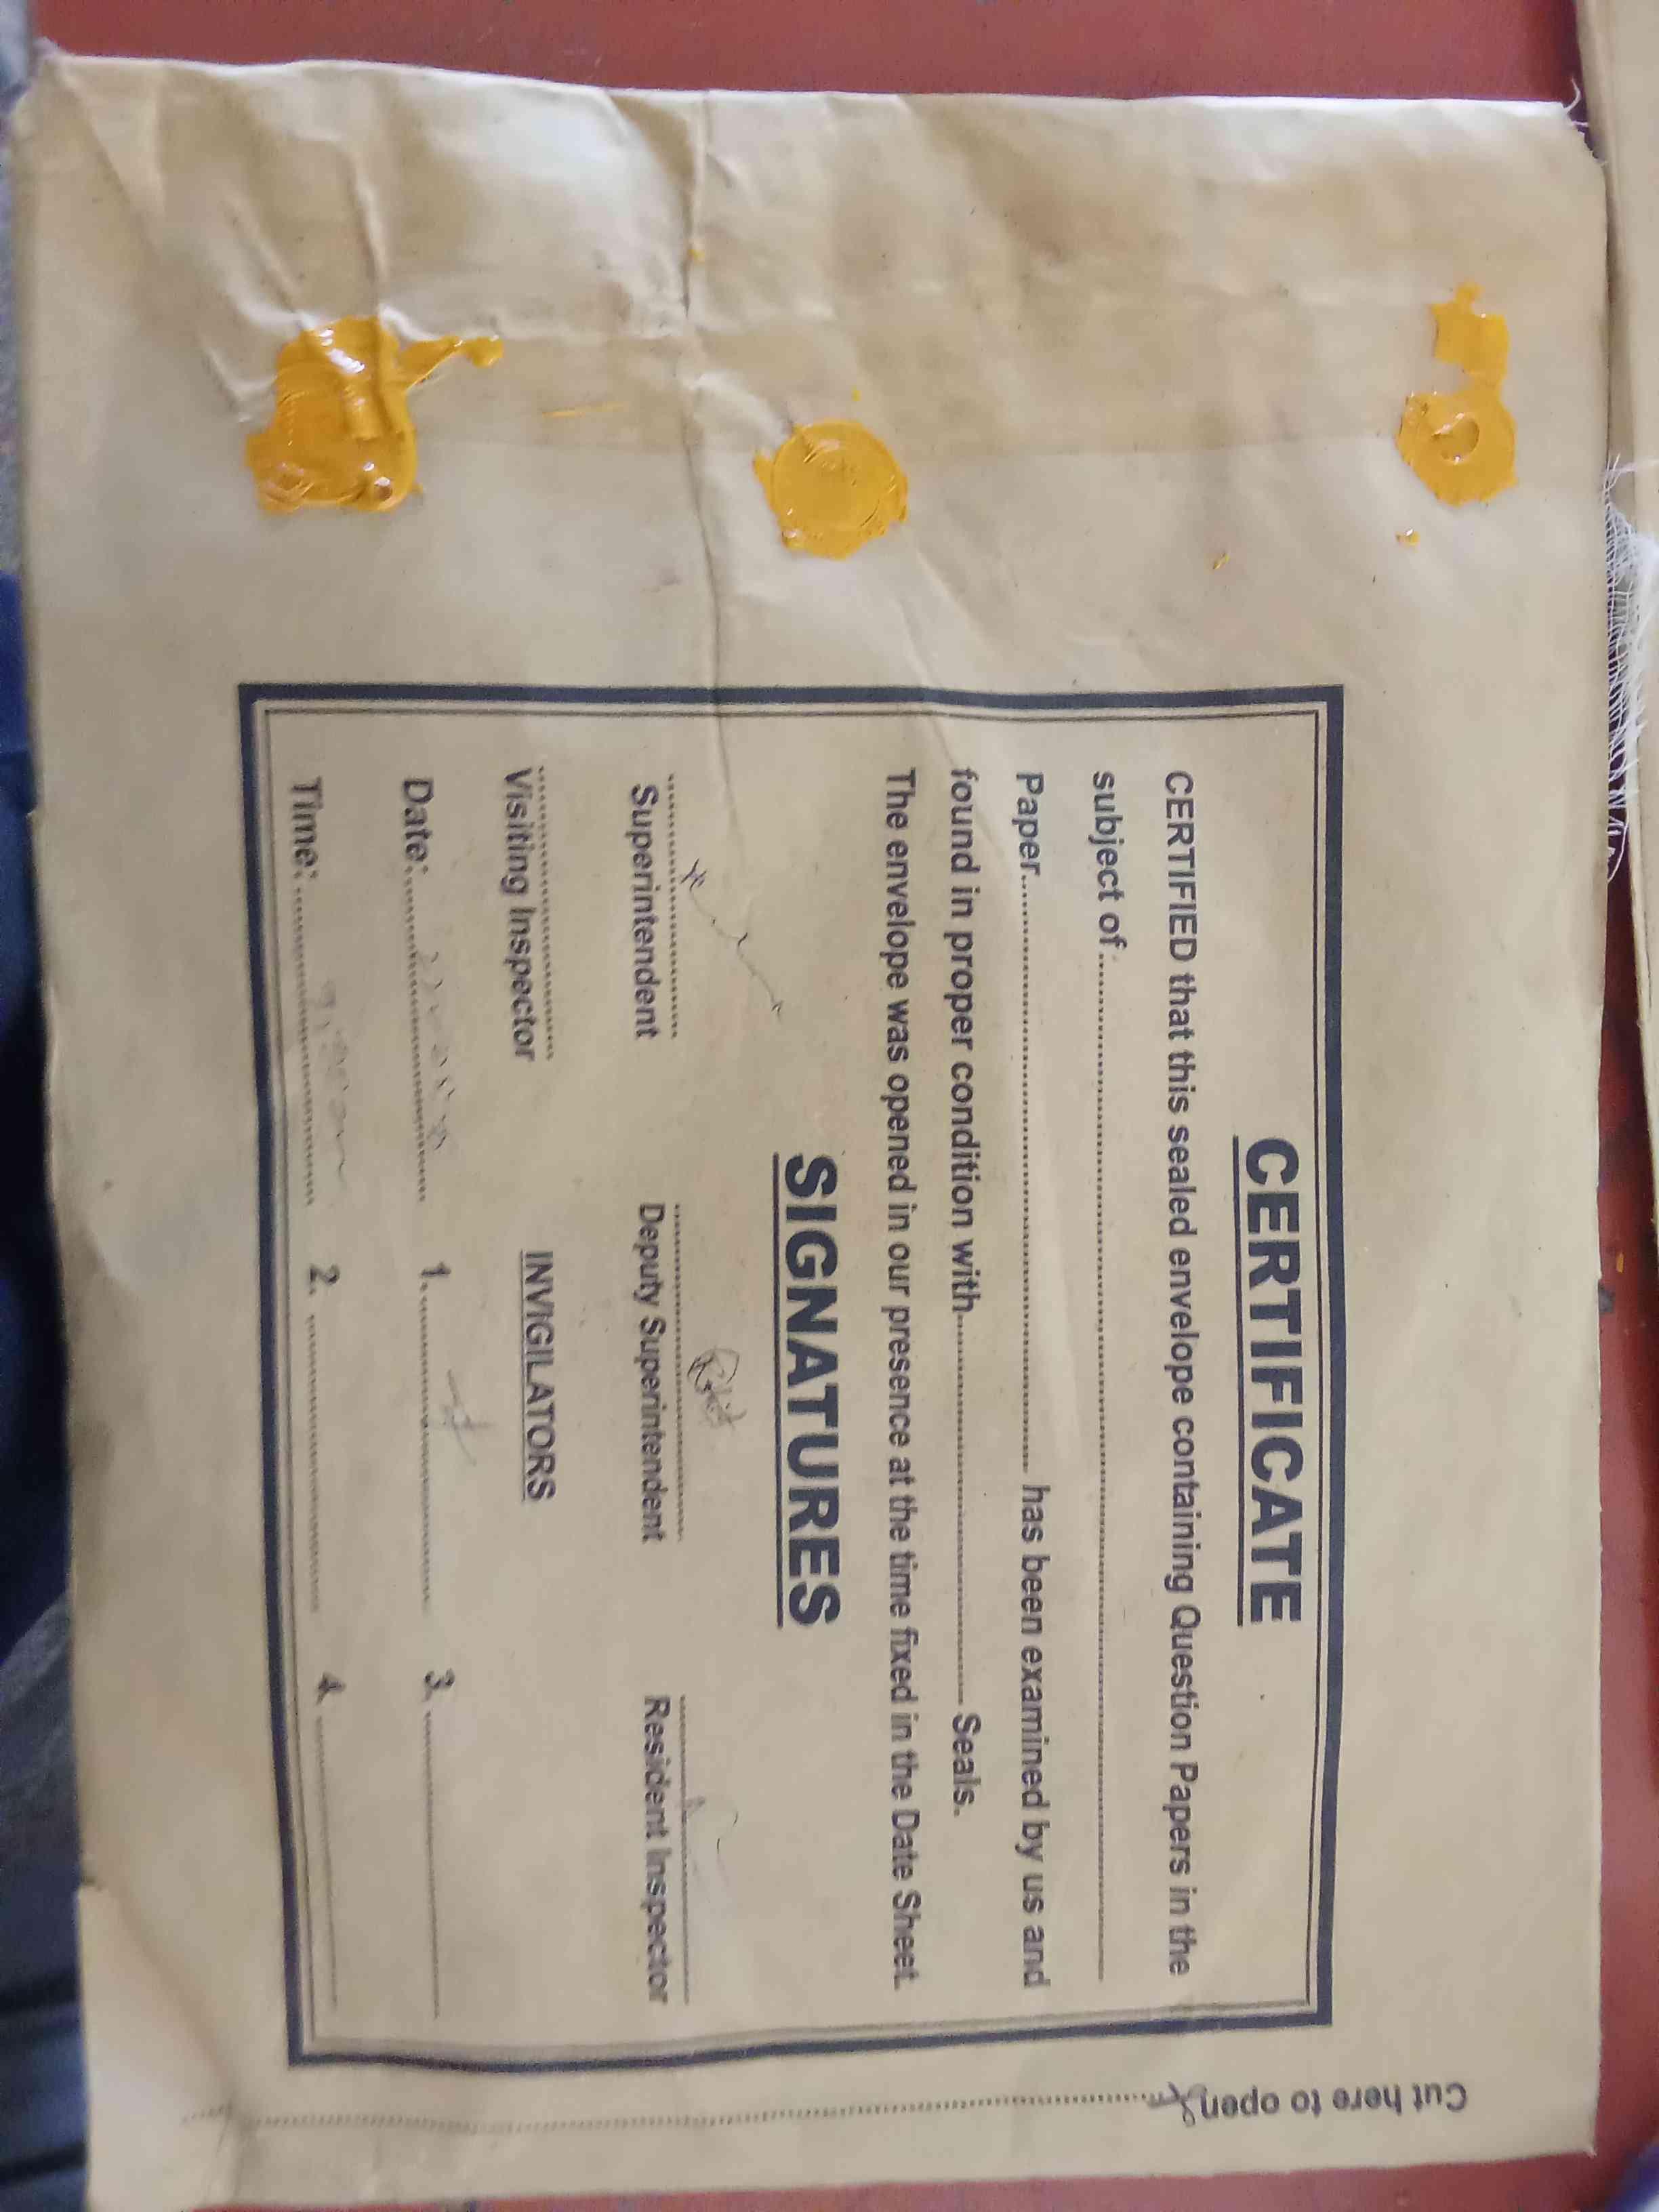 CERTIFICATE
CERTIFIED that this sealed envelope containing Question Papers in the
subject of
Paper has been examined by us and
found in proper condition with Seals.
The envelope was opened in our presence at the time fixed in the Date Sheet.
SIGNATURES
Superintendent Deputy Superintendent Resident Inspector
Visiting Inspector INVIGILATORS
Date: 1. 3.
Time: 2. 4.
Cut here to open